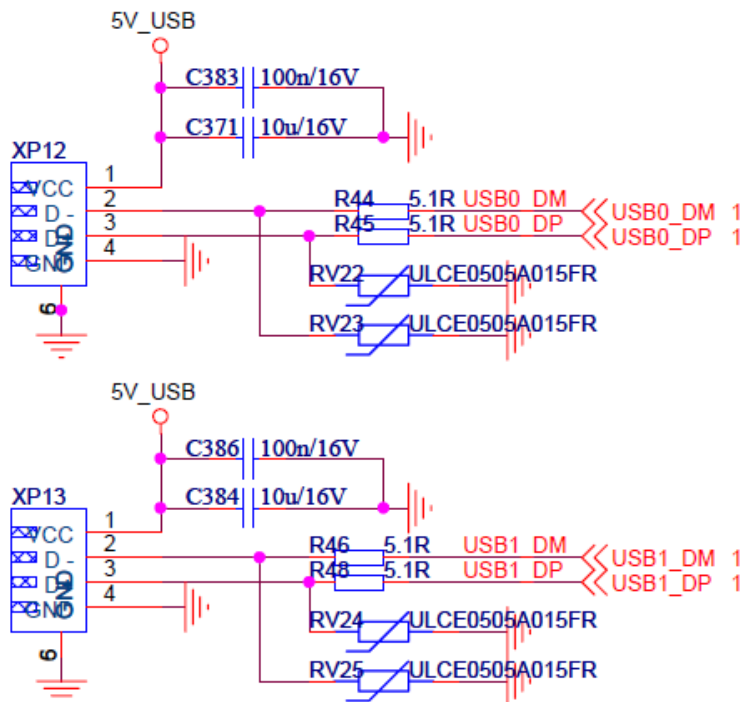 5V_USB
C383 100n/16V
C371 10u/16V
XP12
1
VCC
2
D -
R44 5.1R USB0_DM
USB0_DM 1
3
R45 5.1R USB0_DP
USB0_DP 1
4
GND
GND
RV22 ULCE0505A015FR
6
RV23 ULCE0505A015FR
5V_USB
C386 100n/16V
C384 10u/16V
XP13
1
VCC
2
D -
R46 5.1R USB1_DM
USB1_DM 1
3
R48 5.1R USB1_DP
USB1_DP 1
4
GND
GND
RV24 ULCE0505A015FR
6
RV25 ULCE0505A015FR